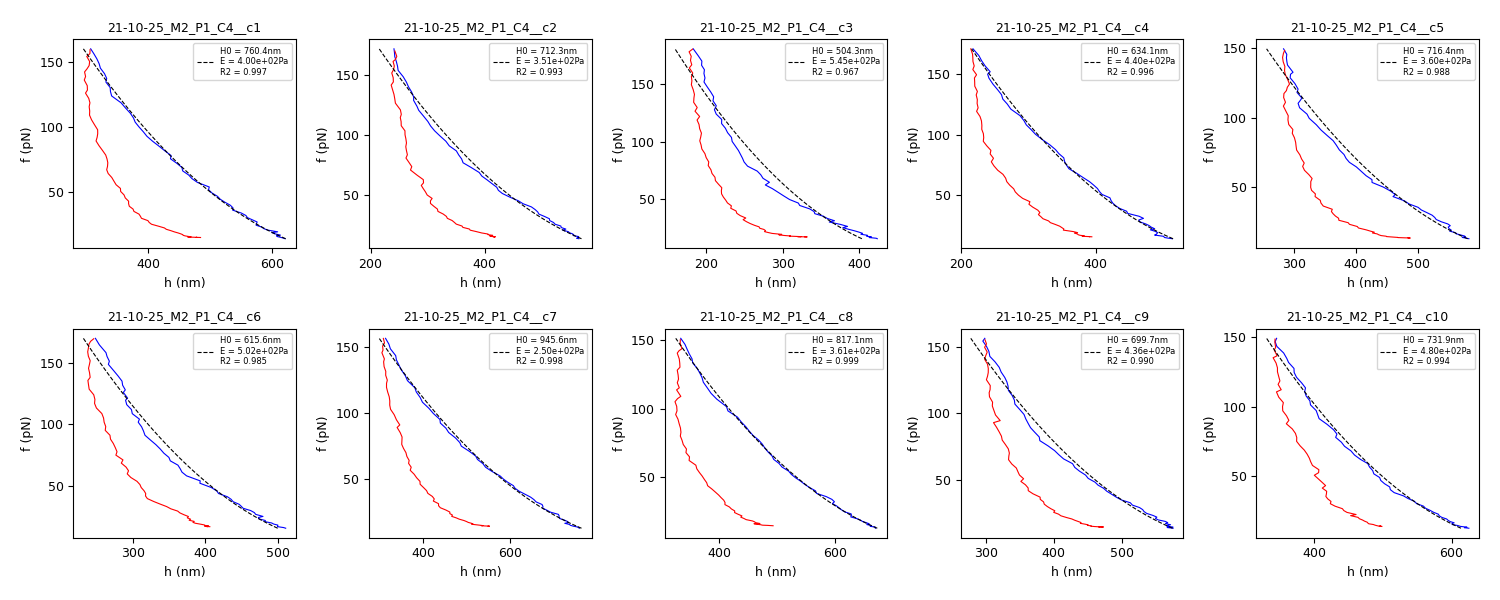 21-10-25_M2_P1_C4__c1
H0 = 760.4nm
E = 4.00e+02Pa
R2 = 0.997
f (pN)
150
100
50
400 600
h (nm)
21-10-25_M2_P1_C4__c2
H0 = 712.3nm
E = 3.51e+02Pa
R2 = 0.993
f (pN)
150
100
50
200 400
h (nm)
21-10-25_M2_P1_C4__c3
H0 = 504.3nm
E = 5.45e+02Pa
R2 = 0.967
f (pN)
150
100
50
200 300 400
h (nm)
21-10-25_M2_P1_C4__c4
H0 = 634.1nm
E = 4.40e+02Pa
R2 = 0.996
f (pN)
150
100
50
200 400
h (nm)
21-10-25_M2_P1_C4__c5
H0 = 716.4nm
E = 3.60e+02Pa
R2 = 0.988
f (pN)
150
100
50
300 400 500
h (nm)
21-10-25_M2_P1_C4__c6
H0 = 615.6nm
E = 5.02e+02Pa
R2 = 0.985
f (pN)
150
100
50
300 400 500
h (nm)
21-10-25_M2_P1_C4__c7
H0 = 945.6nm
E = 2.50e+02Pa
R2 = 0.998
f (pN)
150
100
50
400 600
h (nm)
21-10-25_M2_P1_C4__c8
H0 = 817.1nm
E = 3.61e+02Pa
R2 = 0.999
f (pN)
150
100
50
400 600
h (nm)
21-10-25_M2_P1_C4__c9
H0 = 699.7nm
E = 4.36e+02Pa
R2 = 0.990
f (pN)
150
100
50
300 400 500
h (nm)
21-10-25_M2_P1_C4__c10
H0 = 731.9nm
E = 4.80e+02Pa
R2 = 0.994
f (pN)
150
100
50
400 600
h (nm)